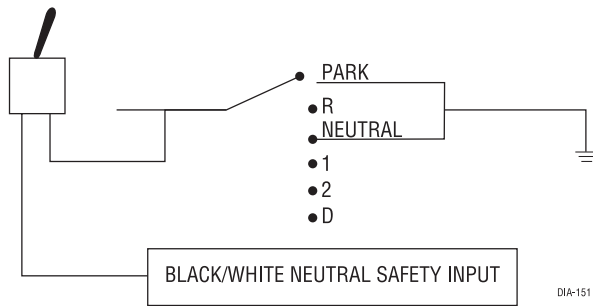 PARK
R
NEUTRAL
1
2
D
BLACK/WHITE NEUTRAL SAFETY INPUT
DIA-151